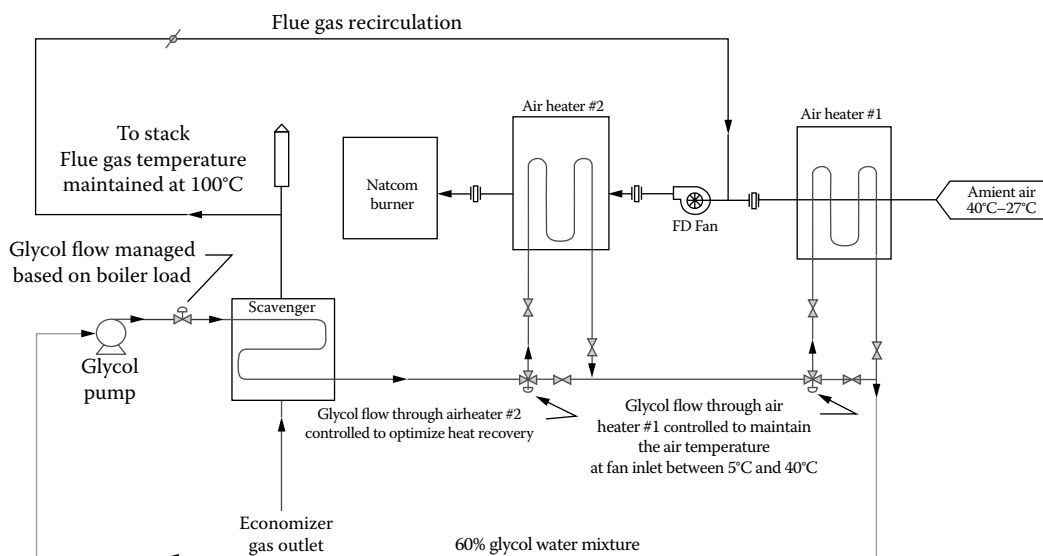 Flue gas recirculation
Air heater #2
Air heater #1
To stack
Flue gas temperature
maintained at 100°C
Natcom
burner
FD Fan
Amient air
40°C–27°C
Glycol flow managed
based on boiler load
Scavenger
Glycol
pump
Glycol flow through airheater #2
controlled to optimize heat recovery
Glycol flow through air
heater #1 controlled to maintain
the air temperature
at fan inlet between 5°C and 40°C
Economizer
gas outlet
60% glycol water mixture